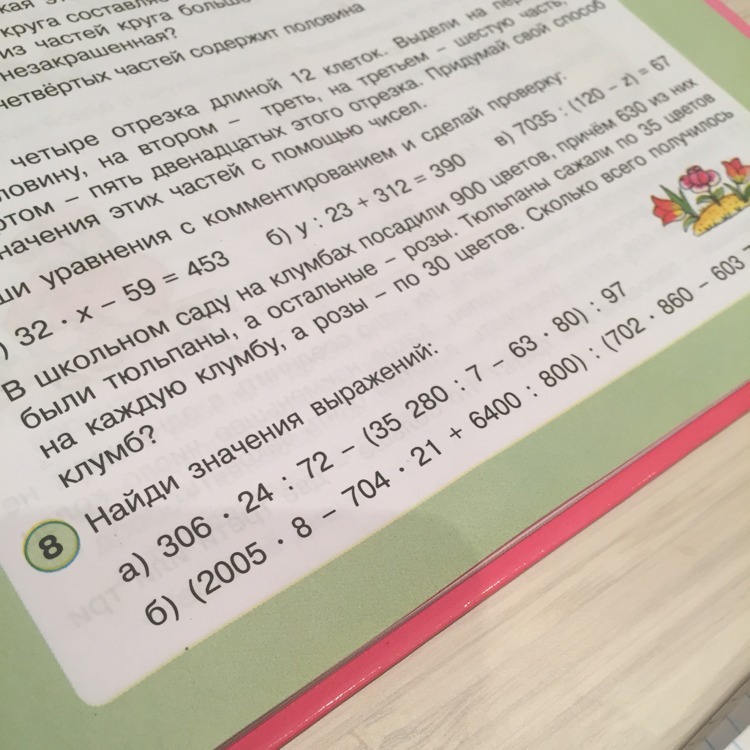 круга составля
из частей круга больше
незакрашенная?
четвёртых частей содержит половина
четыре отрезка длиной 12 клеток. Выдели на пер
ловину, на втором – треть, на третьем – шестую часть,
ртом – пять двенадцатых этого отрезка. Придумай свой способ
значения этих частей с помощью чисел.
ши уравнения с комментированием и сделай проверку:
) 32 · x – 59 = 453 б) y : 23 + 312 = 390 в) 7035 : (120 – z) = 67
В школьном саду на клумбах посадили 900 цветов, причём 630 из них
были тюльпаны, а остальные – розы. Тюльпаны сажали по 35 цветов
на каждую клумбу, а розы – по 30 цветов. Сколько всего получилось
клумб?
8 Найди значения выражений:
а) 306 · 24 : 72 – (35 280 : 7 – 63 · 80) : 97
б) (2005 · 8 – 704 · 21 + 6400 : 800) : (702 · 860 – 603 –